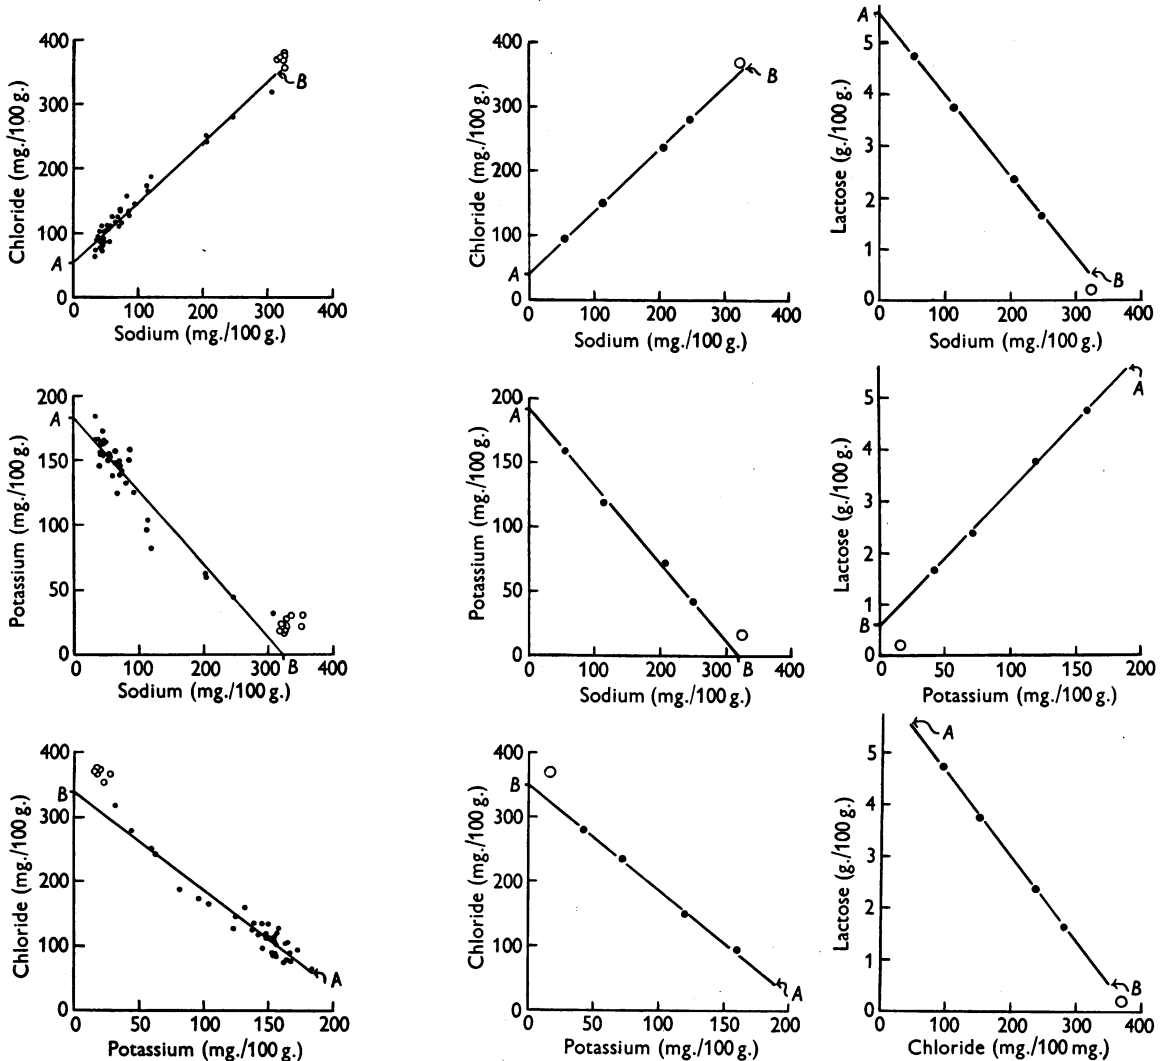 400
300
200
100
0
Chloride (mg./100 g.)
A
B
0 100 200 300 400
Sodium (mg./100 g.)
400
300
200
100
0
Chloride (mg./100 g.)
A
B
0 100 200 300 400
Sodium (mg./100 g.)
A
5
4
3
2
1
Lactose (g./100 g.)
B
0 100 200 300 400
Sodium (mg./100 g.)
200
A
150
100
50
0
Potassium (mg./100 g.)
B
0 100 200 300 400
Sodium (mg./100 g.)
200
A
150
100
50
0
Potassium (mg./100 g.)
B
0 100 200 300 400
Sodium (mg./100 g.)
5
4
3
2
1
B
0
Lactose (g./100 g.)
A
0 50 100 150 200
Potassium (mg./100 g.)
400
B
300
200
100
0
Chloride (mg./100 g.)
A
0 50 100 150 200
Potassium (mg./100 g.)
400
B
300
200
100
0
Chloride (mg./100 g.)
A
0 50 100 150 200
Potassium (mg./100 g.)
5
4
3
2
1
0
Lactose (g./100 g.)
A
B
0 100 200 300 400
Chloride (mg./100 mg.)